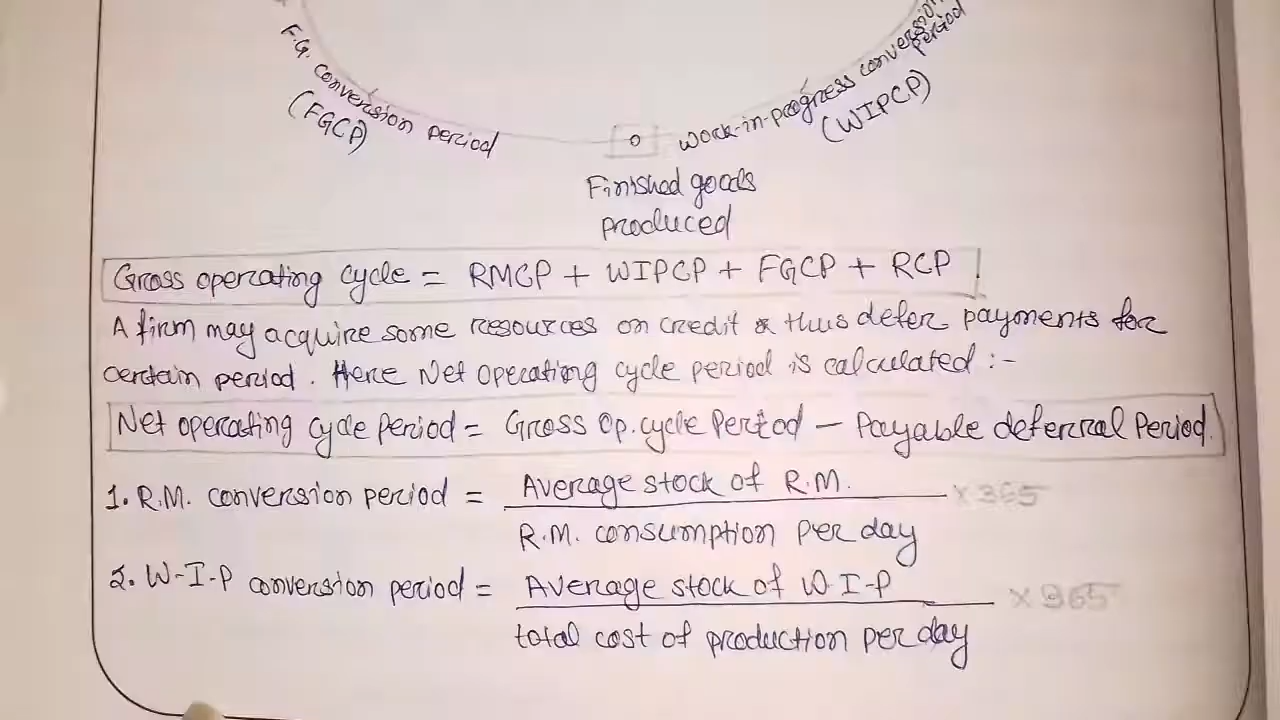 F.G. conversion period
(FGCP)
Work-in-progress conversion period
(WIPCP)
Finished goods
produced
Gross operating cycle = RMCP + WIPCP + FGCP + RCP
A firm may acquire some resources on credit & thus defer payments for
certain period. Here Net operating cycle period is calculated :-
Net operating cycle Period = Gross Op. cycle Period - Payable deferral Period.
1. R.M. conversion period = Average stock of R.M. × 365
R.M. consumption per day
2. W-I-P conversion period = Average stock of W-I-P × 365
total cost of production per day